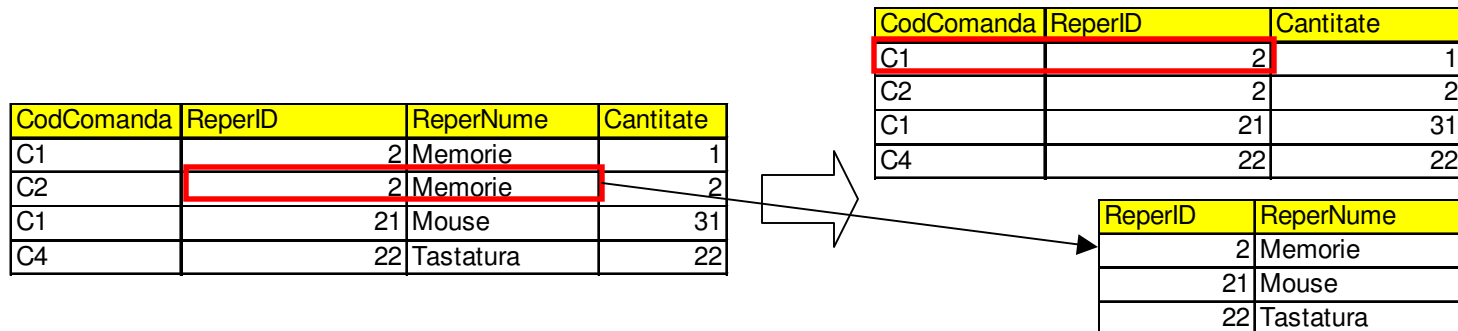 CodComanda ReperID ReperNume Cantitate
C1 2 Memorie 1
C2 2 Memorie 2
C1 21 Mouse 31
C4 22 Tastatura 22
CodComanda ReperID Cantitate
C1 2 1
C2 2 2
C1 21 31
C4 22 22
ReperID ReperNume
2 Memorie
21 Mouse
22 Tastatura